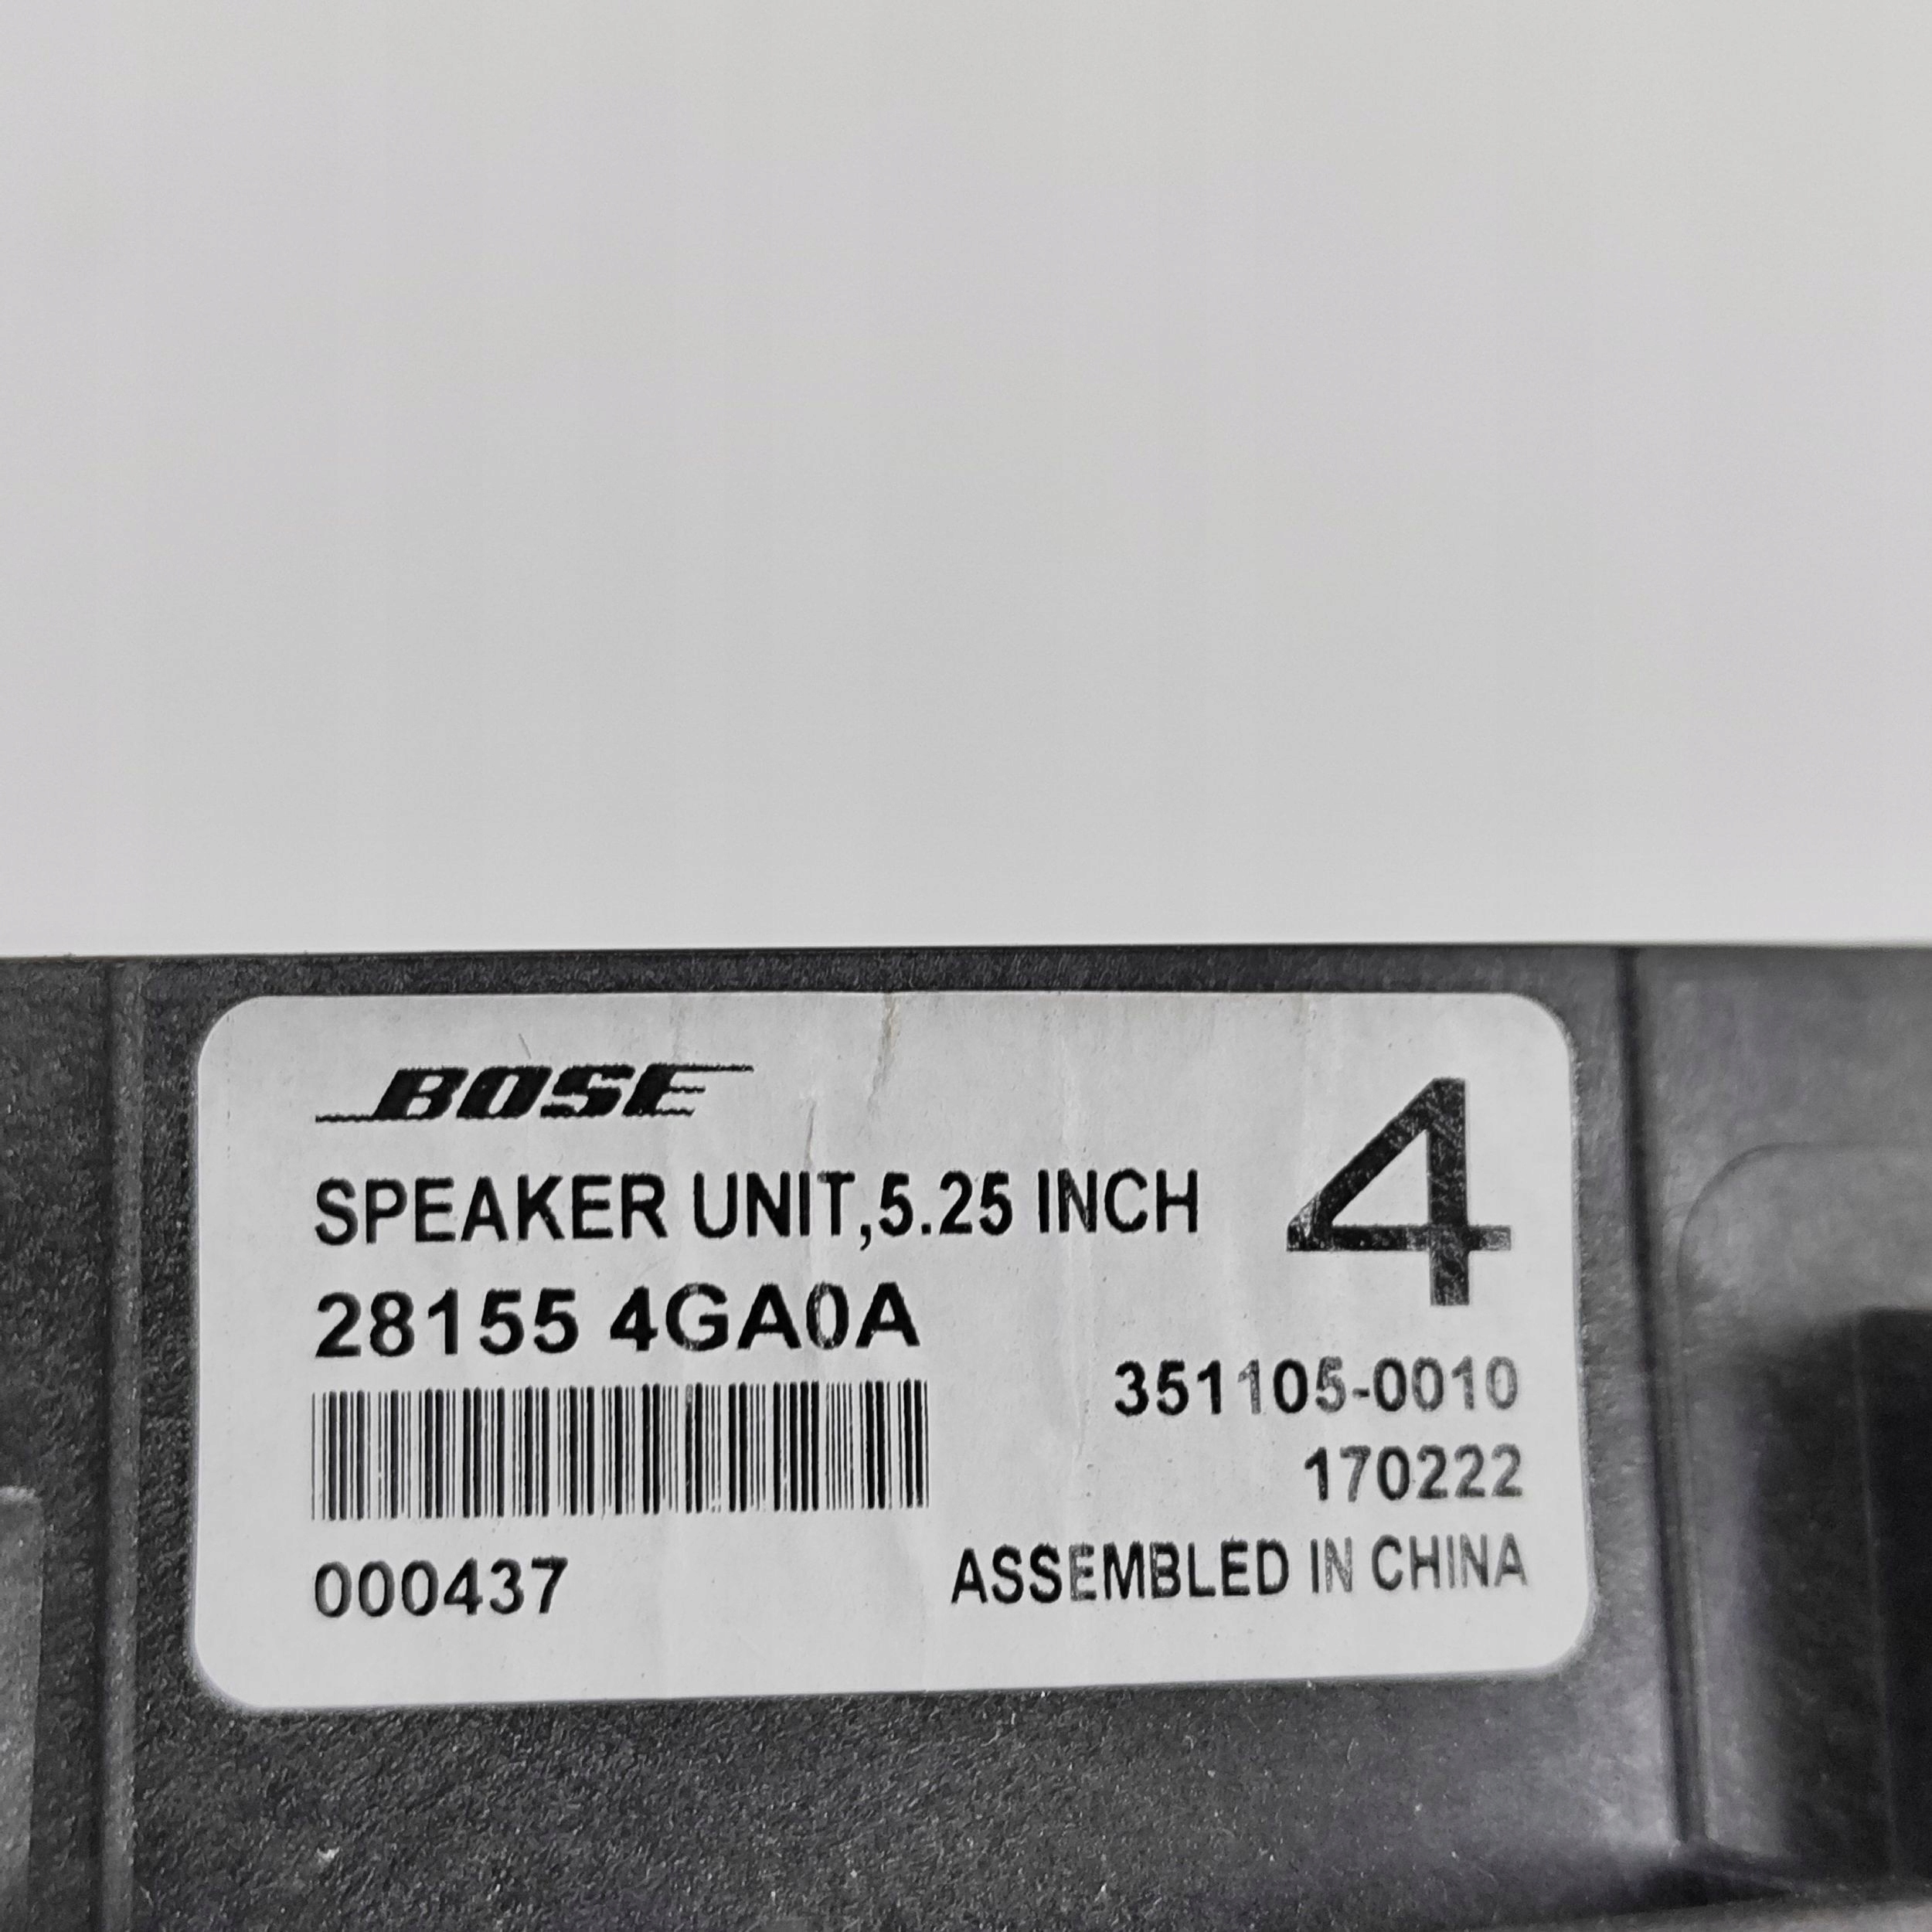 BOSE
4
SPEAKER UNIT,5.25 INCH
28155 4GA0A
351105-0010
170222
000437
ASSEMBLED IN CHINA